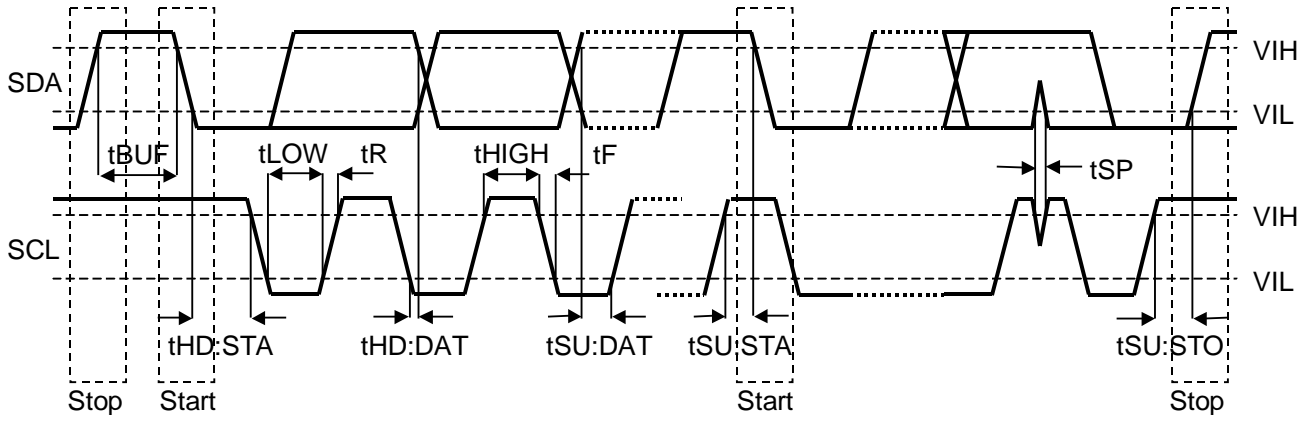 SDA
VIH
VIL
tBUF
tLOW
tR
tHIGH
tF
tSP
SCL
VIH
VIL
tHD:STA
tHD:DAT
tSU:DAT
tSU:STA
tSU:STO
Stop
Start
Start
Stop